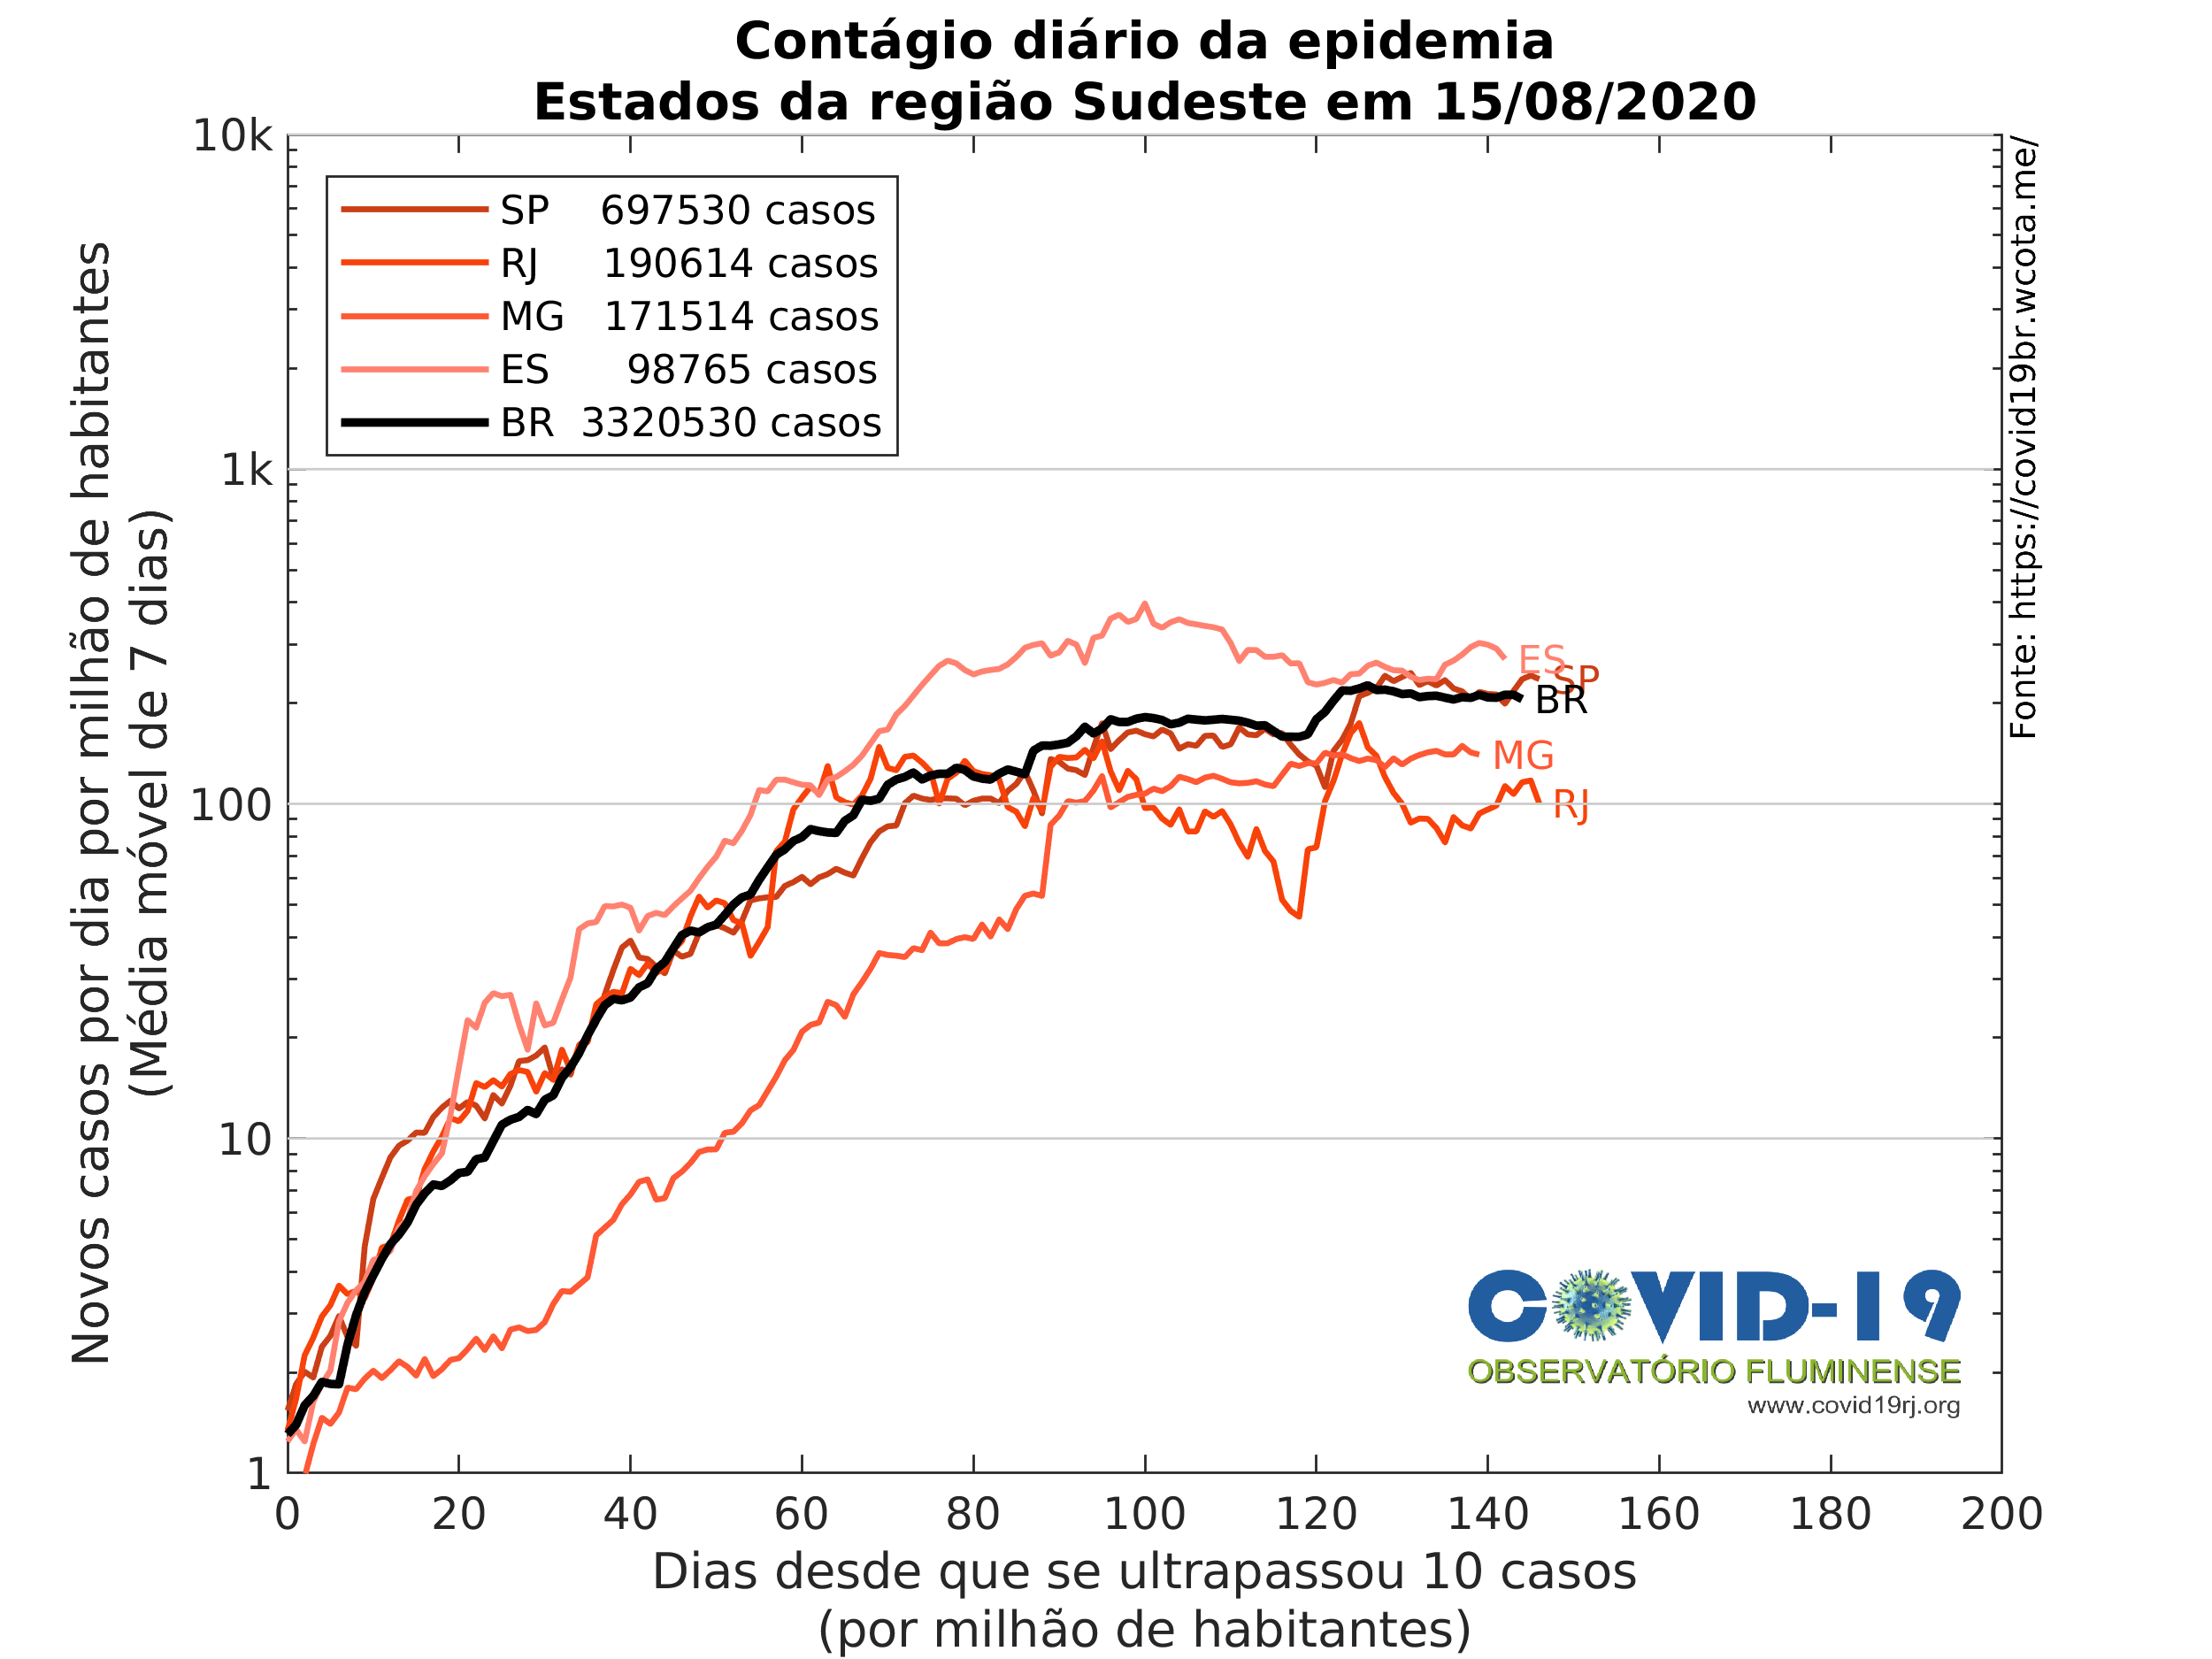 Contágio diário da epidemia
Estados da região Sudeste em 15/08/2020
10k
1k
100
10
1
Novos casos por dia por milhão de habitantes
(Média móvel de 7 dias)
SP 697530 casos
RJ 190614 casos
MG 171514 casos
ES 98765 casos
BR 3320530 casos
ES
SP
BR
MG
RJ
Fonte: https://covid19br.wcota.me/
COVID-19
OBSERVATÓRIO FLUMINENSE
www.covid19rj.org
0 20 40 60 80 100 120 140 160 180 200
Dias desde que se ultrapassou 10 casos
(por milhão de habitantes)